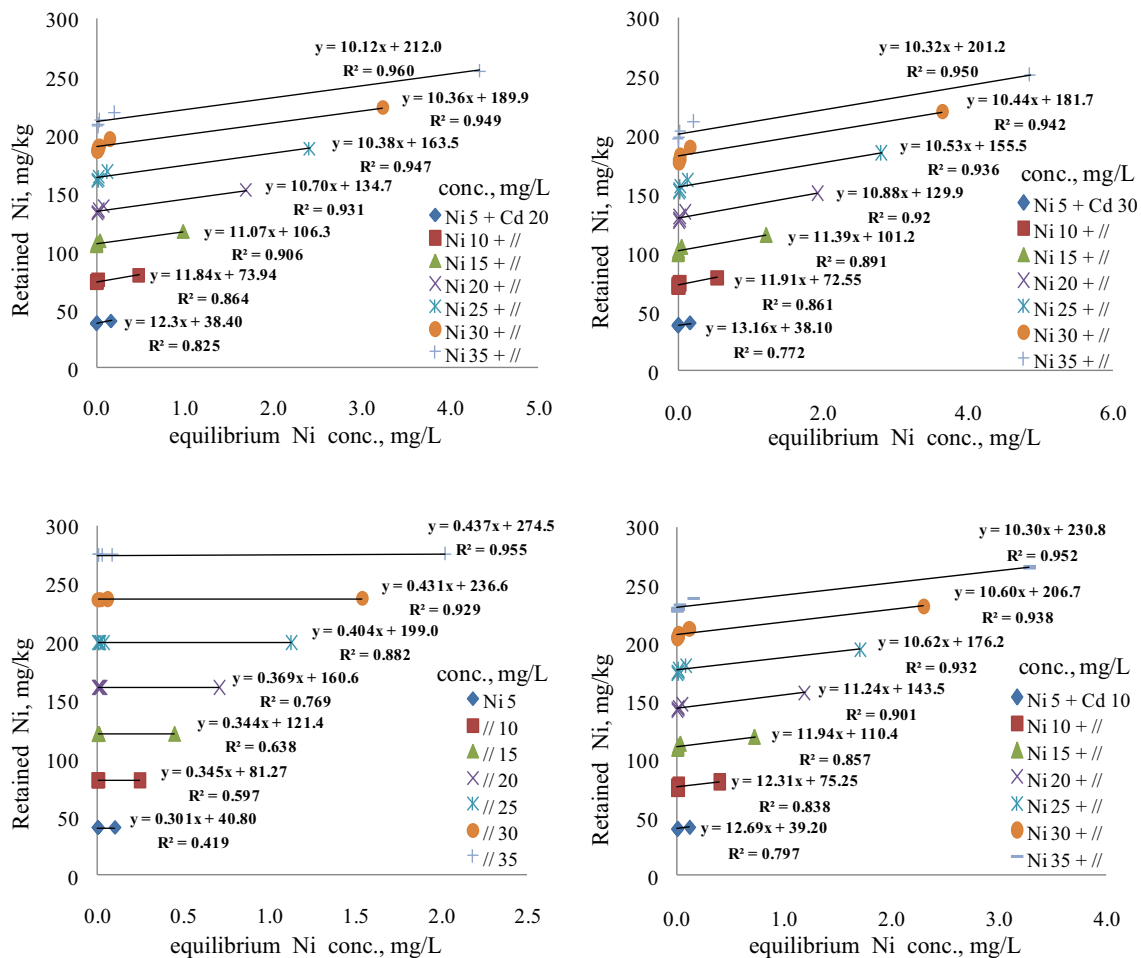 300
250
200
150
100
50
0
Retained Ni, mg/kg
y = 10.12x + 212.0
R² = 0.960
y = 10.36x + 189.9
R² = 0.949
y = 10.38x + 163.5
R² = 0.947
y = 10.70x + 134.7
R² = 0.931
y = 11.07x + 106.3
R² = 0.906
y = 11.84x + 73.94
R² = 0.864
y = 12.3x + 38.40
R² = 0.825
conc., mg/L
Ni 5 + Cd 20
Ni 10 + //
Ni 15 + //
Ni 20 + //
Ni 25 + //
Ni 30 + //
Ni 35 + //
0.0 1.0 2.0 3.0 4.0 5.0
equilibrium Ni conc., mg/L
300
250
200
150
100
50
0
Retained Ni, mg/kg
y = 10.32x + 201.2
R² = 0.950
y = 10.44x + 181.7
R² = 0.942
y = 10.53x + 155.5
R² = 0.936
y = 10.88x + 129.9
R² = 0.92
y = 11.39x + 101.2
R² = 0.891
y = 11.91x + 72.55
R² = 0.861
y = 13.16x + 38.10
R² = 0.772
conc., mg/L
Ni 5 + Cd 30
Ni 10 + //
Ni 15 + //
Ni 20 + //
Ni 25 + //
Ni 30 + //
Ni 35 + //
0.0 2.0 4.0 6.0
equilibrium Ni conc., mg/L
300
250
200
150
100
50
0
Retained Ni, mg/kg
y = 0.437x + 274.5
R² = 0.955
y = 0.431x + 236.6
R² = 0.929
y = 0.404x + 199.0
R² = 0.882
y = 0.369x + 160.6
R² = 0.769
y = 0.344x + 121.4
R² = 0.638
y = 0.345x + 81.27
R² = 0.597
y = 0.301x + 40.80
R² = 0.419
conc., mg/L
Ni 5
// 10
// 15
// 20
// 25
// 30
// 35
0.0 0.5 1.0 1.5 2.0 2.5
equilibrium Ni conc., mg/L
300
250
200
150
100
50
0
Retained Ni, mg/kg
y = 10.30x + 230.8
R² = 0.952
y = 10.60x + 206.7
R² = 0.938
y = 10.62x + 176.2
R² = 0.932
y = 11.24x + 143.5
R² = 0.901
y = 11.94x + 110.4
R² = 0.857
y = 12.31x + 75.25
R² = 0.838
y = 12.69x + 39.20
R² = 0.797
conc., mg/L
Ni 5 + Cd 10
Ni 10 + //
Ni 15 + //
Ni 20 + //
Ni 25 + //
Ni 30 + //
Ni 35 + //
0.0 1.0 2.0 3.0 4.0
equilibrium Ni conc., mg/L